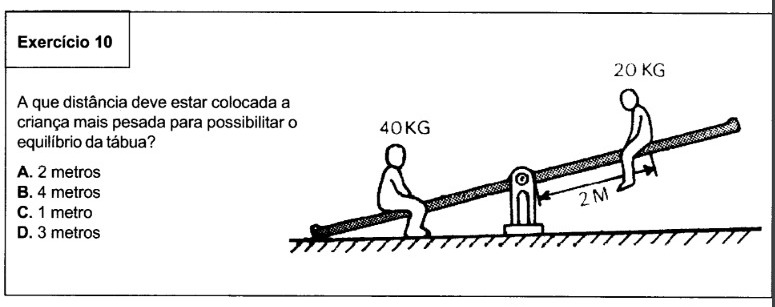 Exercício 10
A que distância deve estar colocada a
criança mais pesada para possibilitar o
equilíbrio da tábua?
A. 2 metros
B. 4 metros
C. 1 metro
D. 3 metros
40 KG
20 KG
2 M